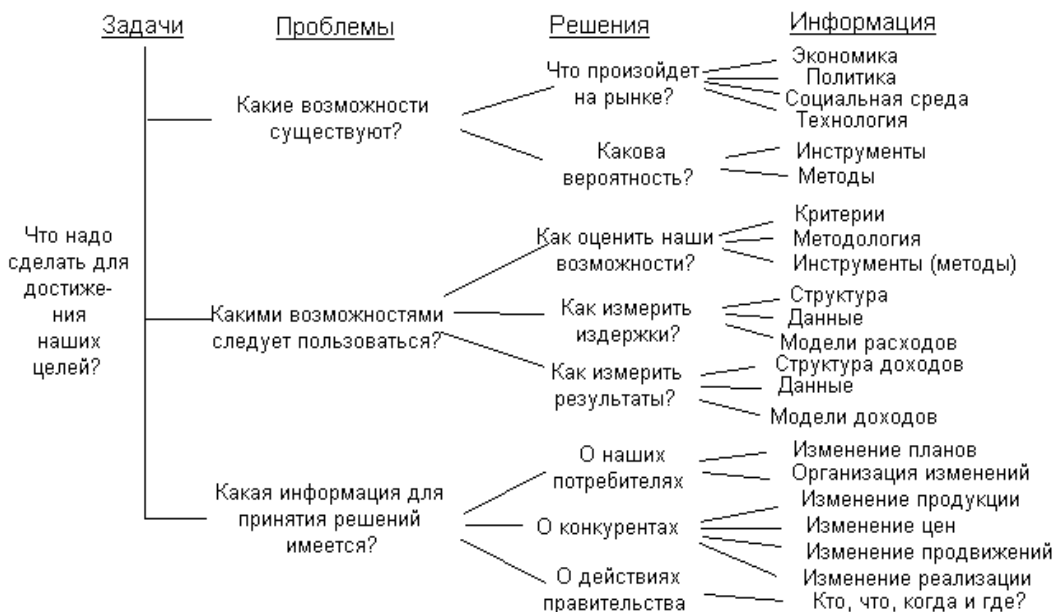 Задачи
Проблемы
Решения
Информация
Что надо
сделать для
достиже-
ния
наших
целей?
Какие возможности
существуют?
Что произойдет
на рынке?
Экономика
Политика
Социальная среда
Технология
Какова
вероятность?
Инструменты
Методы
Какими возможностями
следует пользоваться?
Как оценить наши
возможности?
Критерии
Методология
Инструменты (методы)
Как измерить
издержки?
Структура
Данные
Модели расходов
Как измерить
результаты?
Структура доходов
Данные
Модели доходов
Какая информация для
принятия решений
имеется?
О наших
потребителях
Изменение планов
Организация изменений
О конкурентах
Изменение продукции
Изменение цен
Изменение продвижений
Изменение реализации
О действиях
правительства
Кто, что, когда и где?